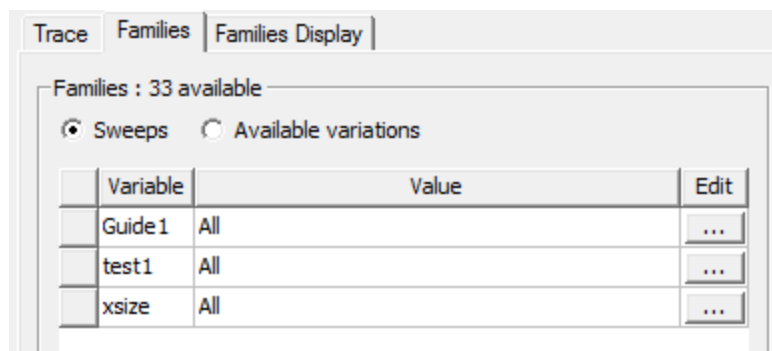 Trace Families Families Display
Families : 33 available
Sweeps Available variations
Variable Value Edit
Guide1 All ...
test1 All ...
xsize All ...